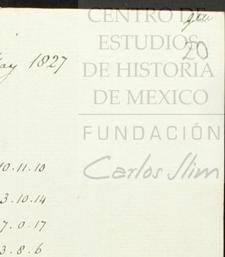 CENTRO DE
ESTUDIOS
20
ay 1827
DE HISTORIA
DE MEXICO
FUNDACIÓN
Carlos Slim
10.11.10
3.10.14
7.0.17
3.8.6